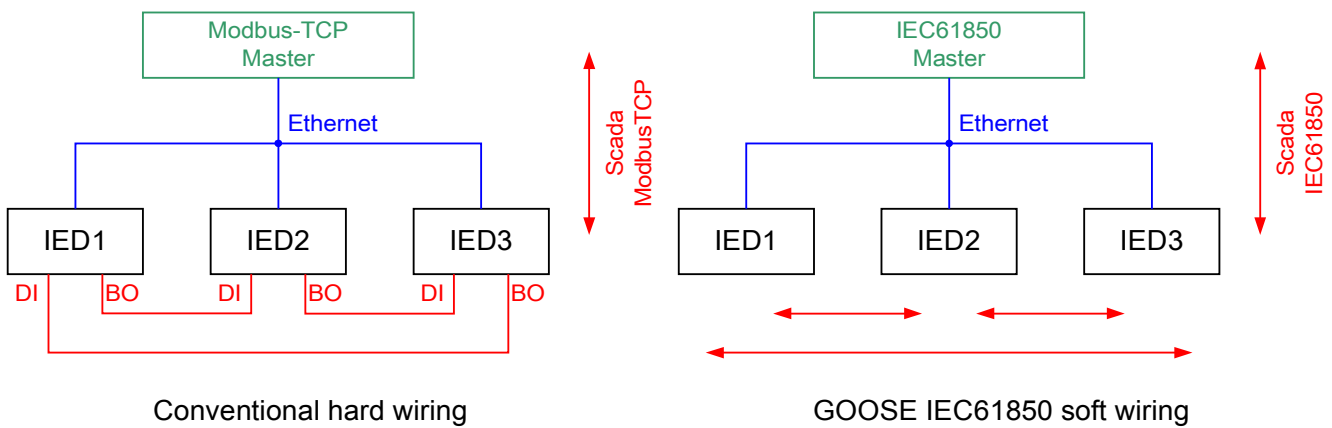 Modbus-TCP
Master
Ethernet
Scada
ModbusTCP
IED1
IED2
IED3
DI
BO
DI
BO
DI
BO
Conventional hard wiring
IEC61850
Master
Ethernet
Scada
IEC61850
IED1
IED2
IED3
GOOSE IEC61850 soft wiring